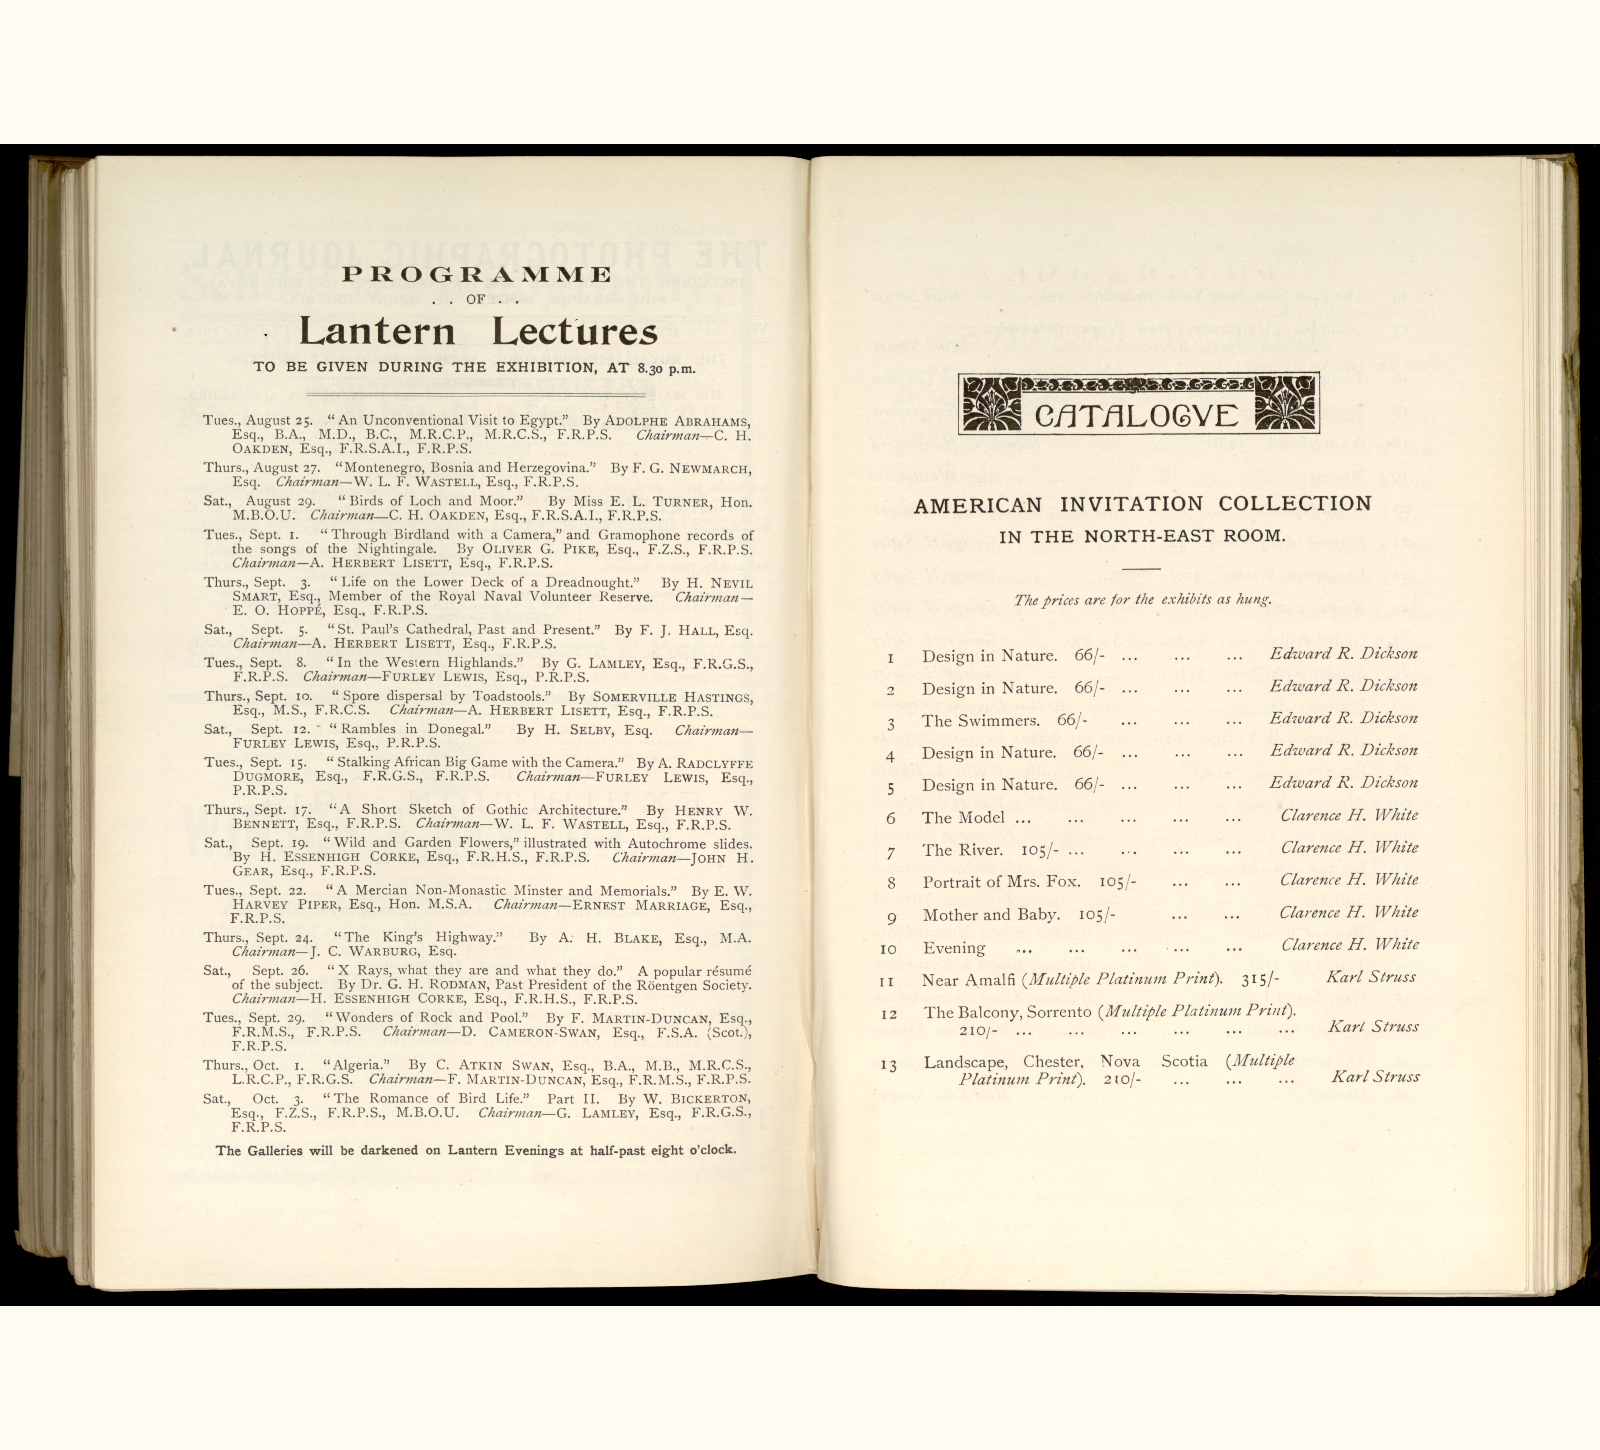 PROGRAMME
. . OF . .
Lantern Lectures
TO BE GIVEN DURING THE EXHIBITION, AT 8.30 p.m.
Tues., August 25. “An Unconventional Visit to Egypt.” By ADOLPHE ABRAHAMS,
Esq., B.A., M.D., B.C., M.R.C.P., M.R.C.S., F.R.P.S. Chairman—C. H.
OAKDEN, Esq., F.R.S.A.I., F.R.P.S.
Thurs., August 27. “Montenegro, Bosnia and Herzegovina.” By F. G. NEWMARCH,
Esq. Chairman—W. L. F. WASTELL, Esq., F.R.P.S.
Sat., August 29. “Birds of Loch and Moor.” By Miss E. L. TURNER, Hon.
M.B.O.U. Chairman—C. H. OAKDEN, Esq., F.R.S.A.I., F.R.P.S.
Tues., Sept. 1. “Through Birdland with a Camera,” and Gramophone records of
the songs of the Nightingale. By OLIVER G. PIKE, Esq., F.Z.S., F.R.P.S.
Chairman—A. HERBERT LISETT, Esq., F.R.P.S.
Thurs., Sept. 3. “Life on the Lower Deck of a Dreadnought.” By H. NEVIL
SMART, Esq., Member of the Royal Naval Volunteer Reserve. Chairman—
E. O. HOPPÉ, Esq., F.R.P.S.
Sat., Sept. 5. “St. Paul's Cathedral, Past and Present.” By F. J. HALL, Esq.
Chairman—A. HERBERT LISETT, Esq., F.R.P.S.
Tues., Sept. 8. “In the Western Highlands.” By G. LAMLEY, Esq., F.R.G.S.,
F.R.P.S. Chairman—FURLEY LEWIS, Esq., P.R.P.S.
Thurs., Sept. 10. “Spore dispersal by Toadstools.” By SOMERVILLE HASTINGS,
Esq., M.S., F.R.C.S. Chairman—A. HERBERT LISETT, Esq., F.R.P.S.
Sat., Sept. 12. “Rambles in Donegal.” By H. SELBY, Esq. Chairman—
FURLEY LEWIS, Esq., P.R.P.S.
Tues., Sept. 15. “Stalking African Big Game with the Camera.” By A. RADCLYFFE
DUGMORE, Esq., F.R.G.S., F.R.P.S. Chairman—FURLEY LEWIS, Esq.,
P.R.P.S.
Thurs., Sept. 17. “A Short Sketch of Gothic Architecture.” By HENRY W.
BENNETT, Esq., F.R.P.S. Chairman—W. L. F. WASTELL, Esq., F.R.P.S.
Sat., Sept. 19. “Wild and Garden Flowers,” illustrated with Autochrome slides.
By H. ESSENHIGH CORKE, Esq., F.R.H.S., F.R.P.S. Chairman—JOHN H.
GEAR, Esq., F.R.P.S.
Tues., Sept. 22. “A Mercian Non-Monastic Minster and Memorials.” By E. W.
HARVEY PIPER, Esq., Hon. M.S.A. Chairman—ERNEST MARRIAGE, Esq.,
F.R.P.S.
Thurs., Sept. 24. “The King's Highway.” By A. H. BLAKE, Esq., M.A.
Chairman—J. C. WARBURG, Esq.
Sat., Sept. 26. “X Rays, what they are and what they do.” A popular résumé
of the subject. By Dr. G. H. RODMAN, Past President of the Röentgen Society.
Chairman—H. ESSENHIGH CORKE, Esq., F.R.H.S., F.R.P.S.
Tues., Sept. 29. “Wonders of Rock and Pool.” By F. MARTIN-DUNCAN, Esq.,
F.R.M.S., F.R.P.S. Chairman—D. CAMERON-SWAN, Esq., F.S.A. (Scot.),
F.R.P.S.
Thurs., Oct. 1. “Algeria.” By C. ATKIN SWAN, Esq., B.A., M.B., M.R.C.S.,
L.R.C.P., F.R.G.S. Chairman—F. MARTIN-DUNCAN, Esq., F.R.M.S., F.R.P.S.
Sat., Oct. 3. “The Romance of Bird Life.” Part II. By W. BICKERTON,
Esq., F.Z.S., F.R.P.S., M.B.O.U. Chairman—G. LAMLEY, Esq., F.R.G.S.,
F.R.P.S.
The Galleries will be darkened on Lantern Evenings at half-past eight o'clock.
CATALOGVE
AMERICAN INVITATION COLLECTION
IN THE NORTH-EAST ROOM.
The prices are for the exhibits as hung.
1 Design in Nature. 66/- ... ... ... Edward R. Dickson
2 Design in Nature. 66/- ... ... ... Edward R. Dickson
3 The Swimmers. 66/- ... ... ... Edward R. Dickson
4 Design in Nature. 66/- ... ... ... Edward R. Dickson
5 Design in Nature. 66/- ... ... ... Edward R. Dickson
6 The Model ... ... ... ... ... Clarence H. White
7 The River. 105/- ... ... ... ... Clarence H. White
8 Portrait of Mrs. Fox. 105/- ... ... Clarence H. White
9 Mother and Baby. 105/- ... ... Clarence H. White
10 Evening ... ... ... ... ... Clarence H. White
11 Near Amalfi (Multiple Platinum Print). 315/- Karl Struss
12 The Balcony, Sorrento (Multiple Platinum Print).
210/- ... ... ... ... ... ... Karl Struss
13 Landscape, Chester, Nova Scotia (Multiple
Platinum Print). 210/- ... ... ... Karl Struss